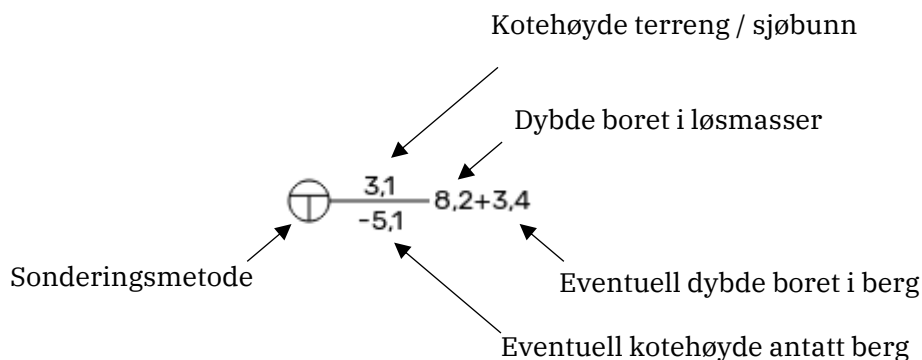 Kotehøyde terreng / sjøbunn
Dybde boret i løsmasser
3,1
8,2+3,4
-5,1
Sonderingsmetode
Eventuell dybde boret i berg
Eventuell kotehøyde antatt berg